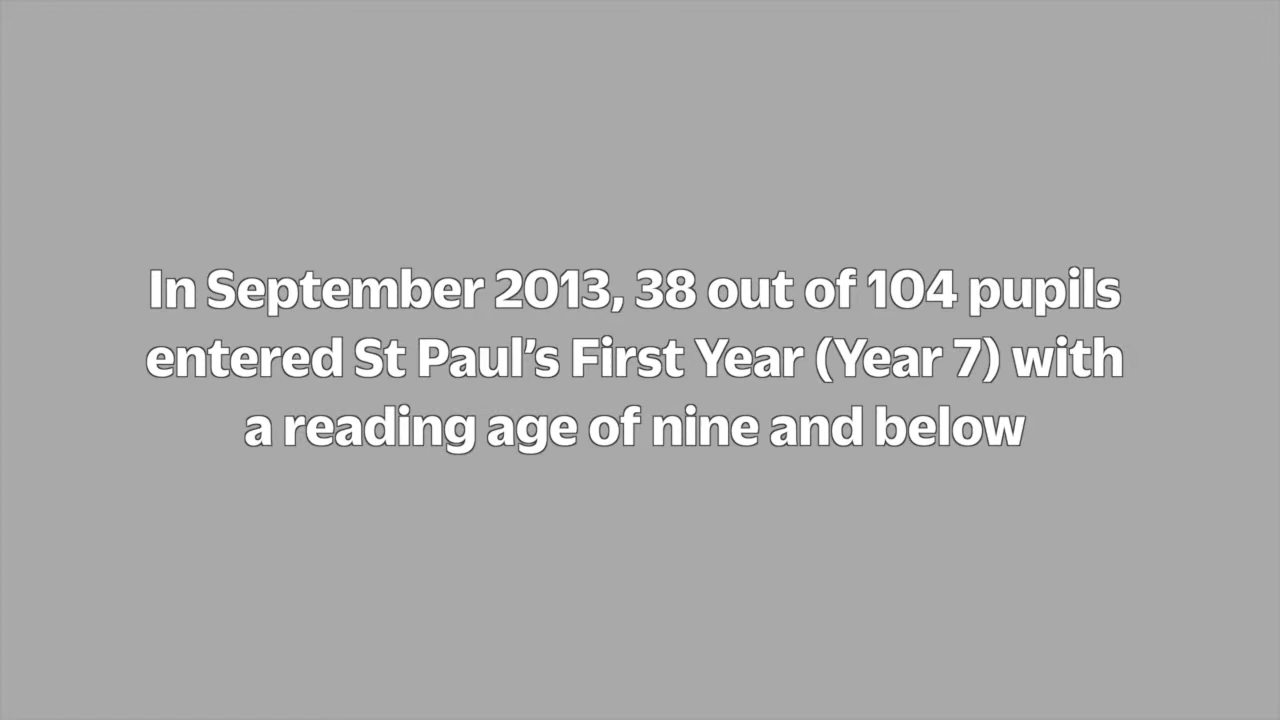 In September 2013, 38 out of 104 pupils
entered St Paul’s First Year (Year 7) with
a reading age of nine and below